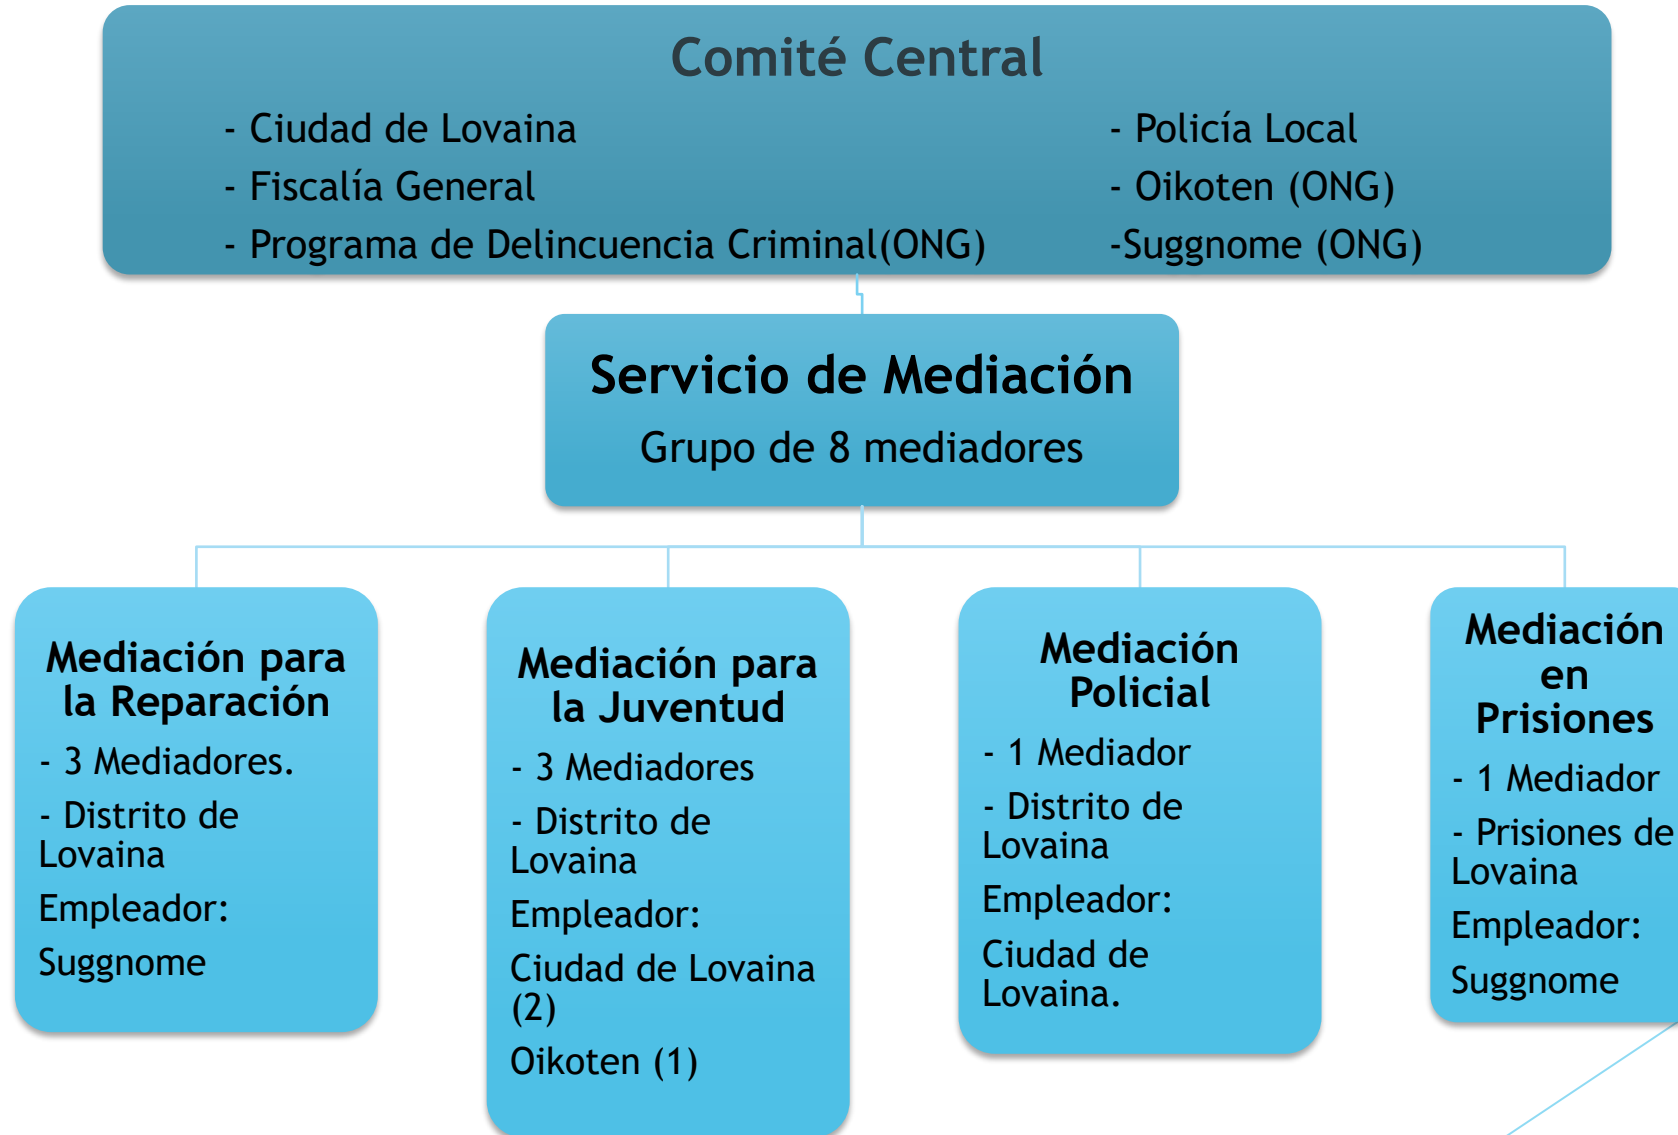 Comité Central
- Ciudad de Lovaina
- Fiscalía General
- Programa de Delincuencia Criminal(ONG)
- Policía Local
- Oikoten (ONG)
-Suggnome (ONG)
Servicio de Mediación
Grupo de 8 mediadores
Mediación para
la Reparación
- 3 Mediadores.
- Distrito de
Lovaina
Empleador:
Suggnome
Mediación para
la Juventud
- 3 Mediadores
- Distrito de
Lovaina
Empleador:
Ciudad de Lovaina
(2)
Oikoten (1)
Mediación
Policial
- 1 Mediador
- Distrito de
Lovaina
Empleador:
Ciudad de
Lovaina.
Mediación
en
Prisiones
- 1 Mediador
- Prisiones de
Lovaina
Empleador:
Suggnome